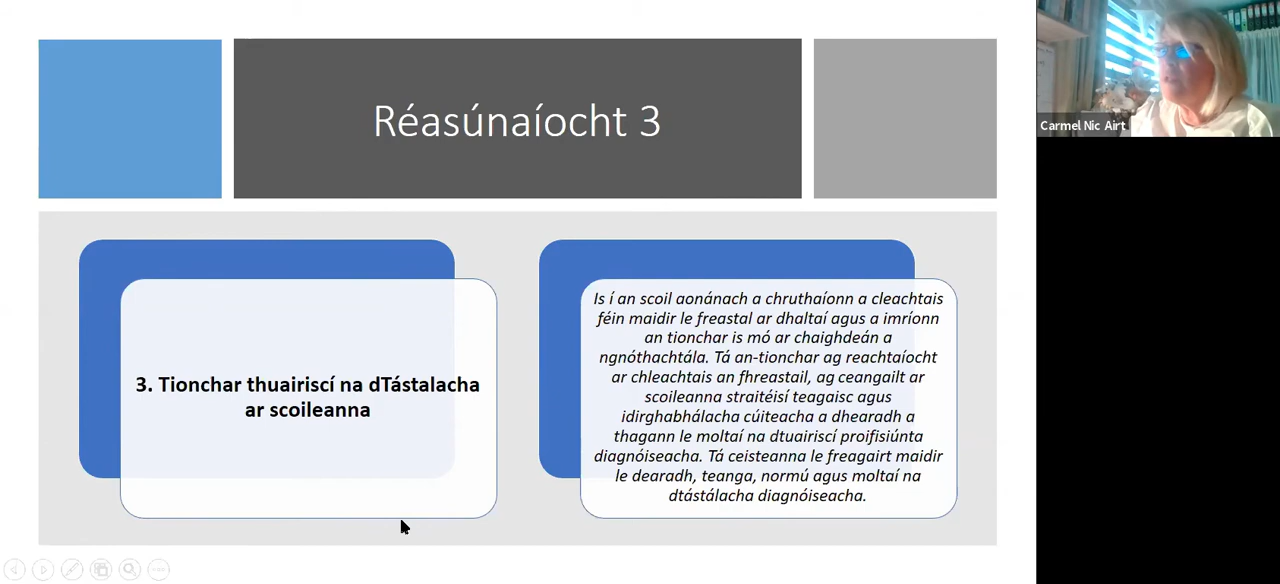 Réasúnaíocht 3
3. Tionchar thuairiscí na dTástalacha
ar scoileanna
Is í an scoil aonánach a chruthaíonn a cleachtais
féin maidir le freastal ar dhaltaí agus a imríonn
an tionchar is mó ar chaighdeán a
ngnóthachtála. Tá an-tionchar ag reachtaíocht
ar chleachtais an fhreastail, ag ceangailt ar
scoileanna straitéisí teagaisc agus
idirghabhálacha cúiteacha a dhearadh a
thagann le moltaí na dtuairiscí proifisiúnta
diagnóiseacha. Tá ceisteanna le freagairt maidir
le dearadh, teanga, normú agus moltaí na
dtástálacha diagnóiseacha.
Carmel Nic Airt